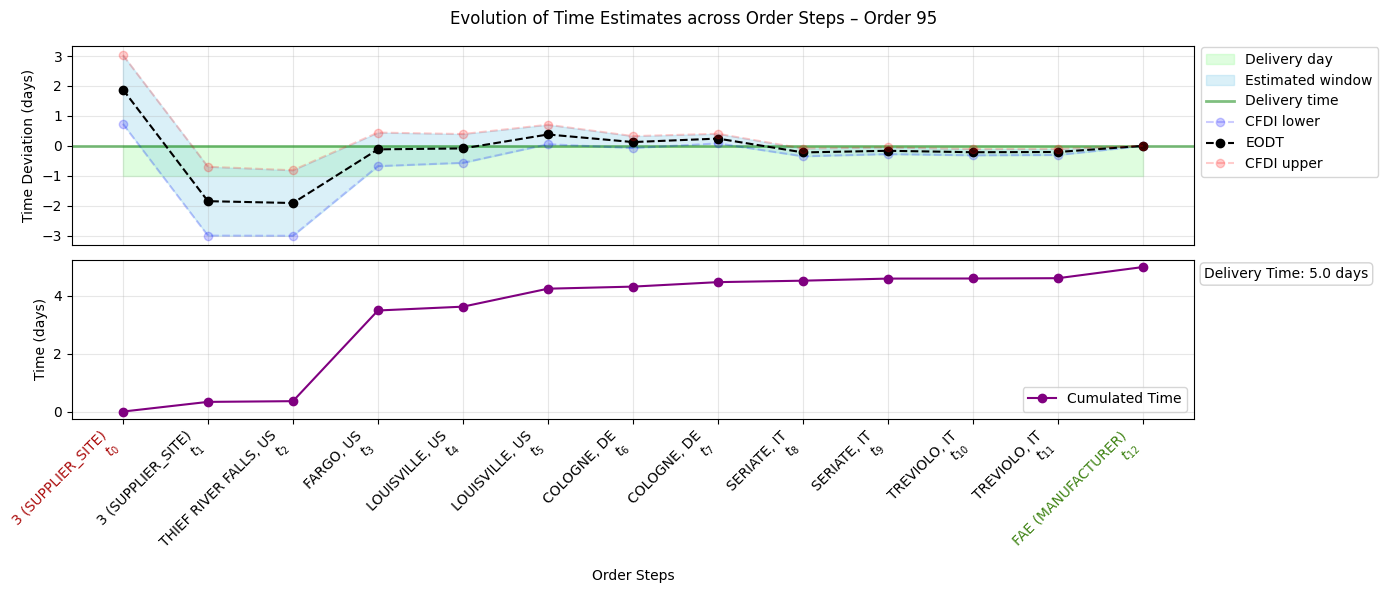 Evolution of Time Estimates across Order Steps – Order 95
Time Deviation (days)
3
2
1
0
−1
−2
−3
Delivery day
Estimated window
Delivery time
CFDI lower
EODT
CFDI upper
Time (days)
4
2
0
Delivery Time: 5.0 days
Cumulated Time
3 (SUPPLIER_SITE)
t0
3 (SUPPLIER_SITE)
t1
THIEF RIVER FALLS, US
t2
FARGO, US
t3
LOUISVILLE, US
t4
LOUISVILLE, US
t5
COLOGNE, DE
t6
COLOGNE, DE
t7
SERIATE, IT
t8
SERIATE, IT
t9
TREVIOLO, IT
t10
TREVIOLO, IT
t11
FAE (MANUFACTURER)
t12
Order Steps